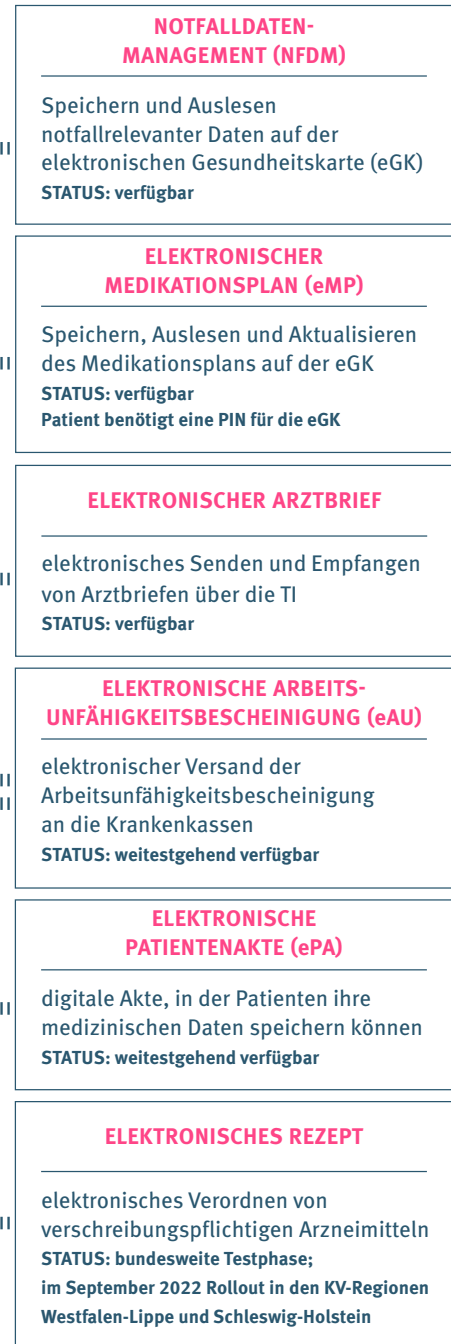 NOTFALLDATEN-
MANAGEMENT (NFDM)
Speichern und Auslesen
notfallrelevanter Daten auf der
elektronischen Gesundheitskarte (eGK)
STATUS: verfügbar
ELEKTRONISCHER
MEDIKATIONSPLAN (eMP)
Speichern, Auslesen und Aktualisieren
des Medikationsplans auf der eGK
STATUS: verfügbar
Patient benötigt eine PIN für die eGK
ELEKTRONISCHER ARZTBRIEF
elektronisches Senden und Empfangen
von Arztbriefen über die TI
STATUS: verfügbar
ELEKTRONISCHE ARBEITS-
UNFÄHIGKEITSBESCHEINIGUNG (eAU)
elektronischer Versand der
Arbeitsunfähigkeitsbescheinigung
an die Krankenkassen
STATUS: weitestgehend verfügbar
ELEKTRONISCHE
PATIENTENAKTE (ePA)
digitale Akte, in der Patienten ihre
medizinischen Daten speichern können
STATUS: weitestgehend verfügbar
ELEKTRONISCHES REZEPT
elektronisches Verordnen von
verschreibungspflichtigen Arzneimitteln
STATUS: bundesweite Testphase;
im September 2022 Rollout in den KV-Regionen
Westfalen-Lippe und Schleswig-Holstein